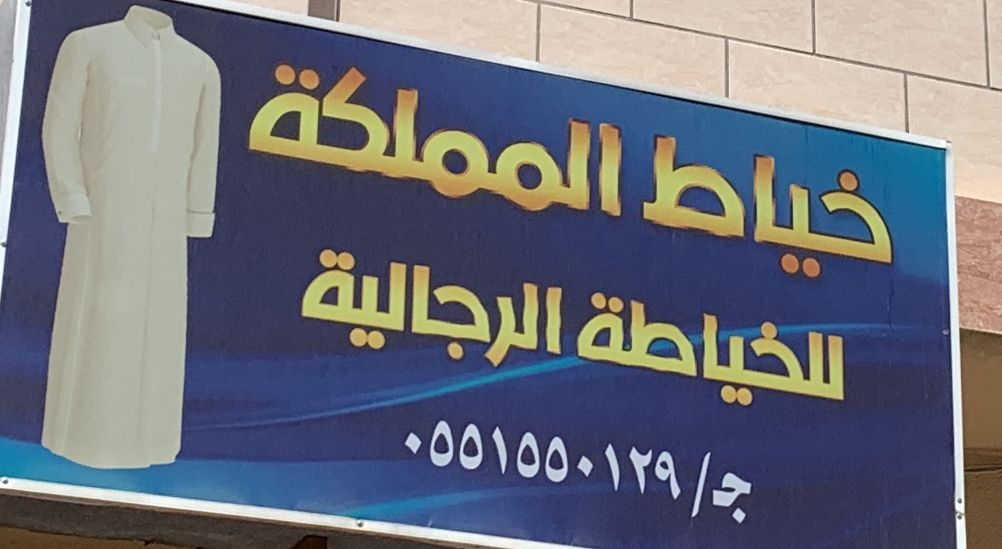 خياط المملكة
للخياطة الرجالية
ج/ ٠٥٥١٥٥٠١٢٩